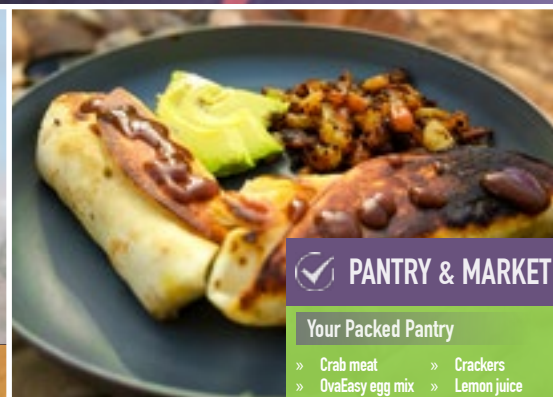 PANTRY & MARKET
Your Packed Pantry
» Crab meat » Crackers
» OvaEasy egg mix » Lemon juice